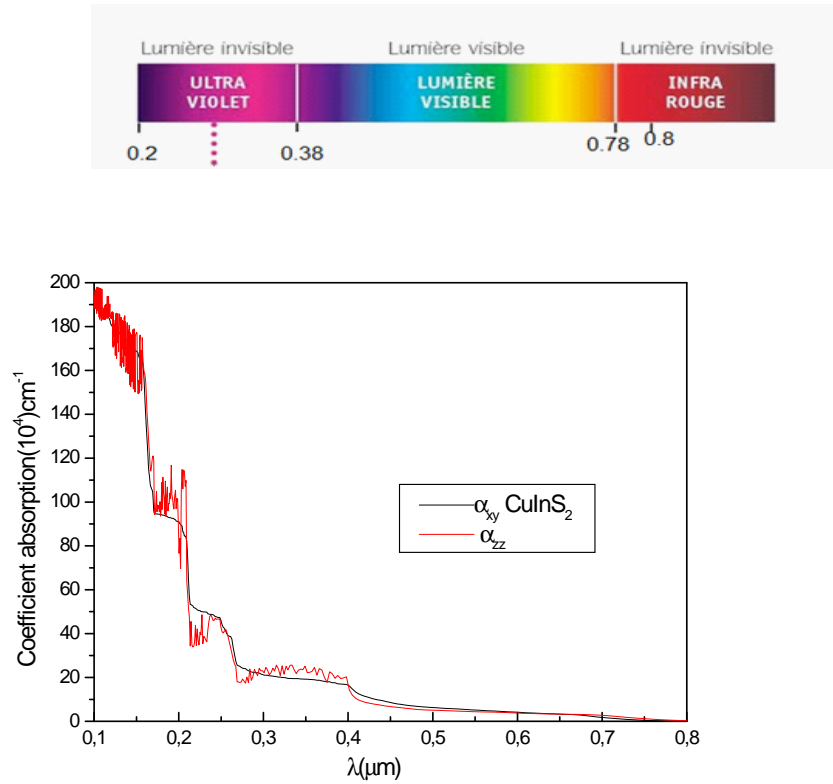 Lumière invisible Lumière visible Lumière invisible
ULTRA VIOLET
LUMIÈRE VISIBLE
INFRA ROUGE
0.2 0.38 0.78 0.8
200
180
160
140
120
100
80
60
40
20
0
Coefficient absorption(10⁴)cm⁻¹
αxy CuInS₂
αzz
0,1 0,2 0,3 0,4 0,5 0,6 0,7 0,8
λ(μm)